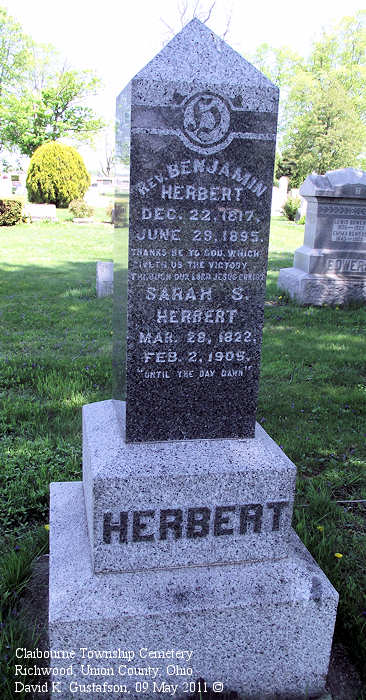 H
REV. BENJAMIN
HERBERT
DEC. 22, 1817.
JUNE 29, 1895.
THANKS BE TO GOD, WHICH
GIVETH US THE VICTORY
THROUGH OUR LORD JESUS CHRIST
SARAH S.
HERBERT
MAR. 28, 1822.
FEB. 2, 1905.
"UNTIL THE DAY DAWN"
HERBERT
Claibourne Township Cemetery
Richwood, Union County, Ohio
David K. Gustafson, 09 May 2011 ©